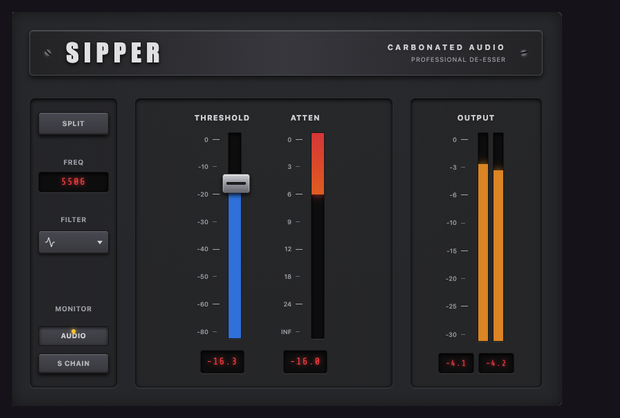 SIPPER
CARBONATED AUDIO
PROFESSIONAL DE-ESSER
SPLIT
FREQ
5506
FILTER
MONITOR
AUDIO
S CHAIN
THRESHOLD
0
-10
-20
-30
-40
-50
-60
-80
-16.3
ATTEN
0
3
6
9
12
18
24
INF
-16.0
OUTPUT
0
-3
-6
-10
-15
-20
-25
-30
-4.1
-4.2